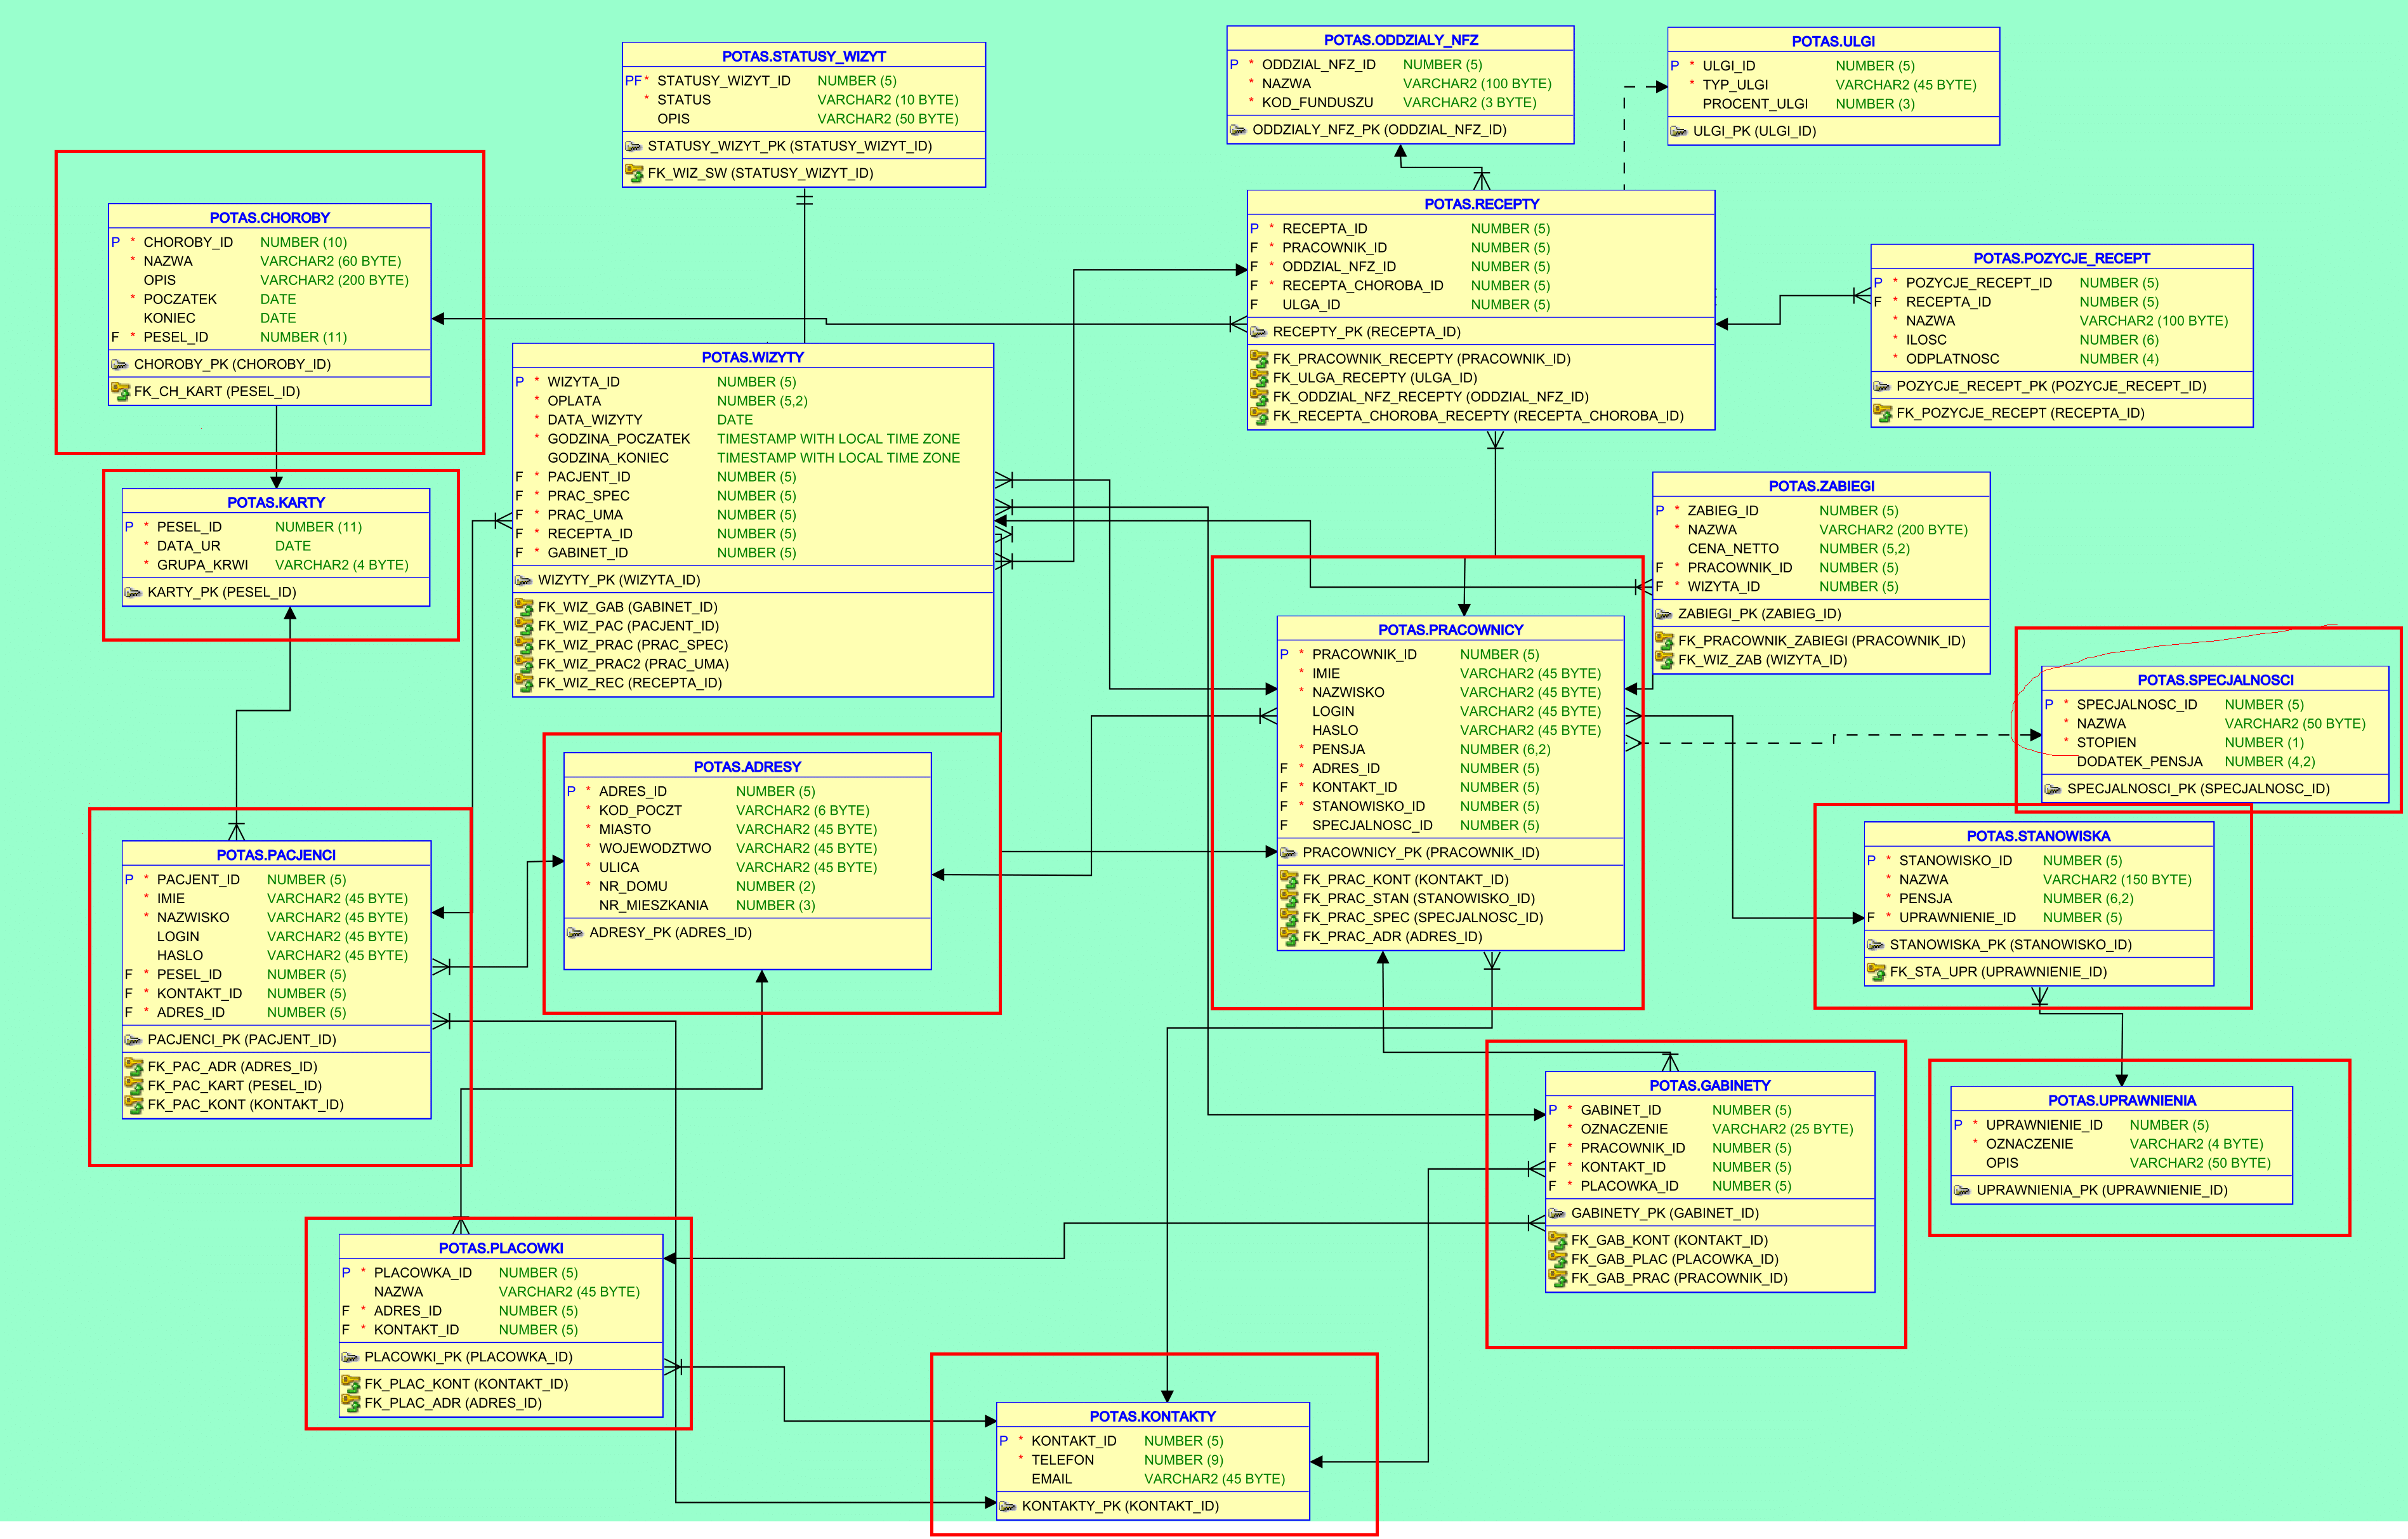 POTAS.STATUSY_WIZYT
PF * STATUSY_WIZYT_ID NUMBER (5)
* STATUS VARCHAR2 (10 BYTE)
OPIS VARCHAR2 (50 BYTE)
STATUSY_WIZYT_PK (STATUSY_WIZYT_ID)
FK_WIZ_SW (STATUSY_WIZYT_ID)
POTAS.ODDZIALY_NFZ
P * ODDZIAL_NFZ_ID NUMBER (5)
* NAZWA VARCHAR2 (100 BYTE)
* KOD_FUNDUSZU VARCHAR2 (3 BYTE)
ODDZIALY_NFZ_PK (ODDZIAL_NFZ_ID)
POTAS.ULGI
P * ULGI_ID NUMBER (5)
* TYP_ULGI VARCHAR2 (45 BYTE)
PROCENT_ULGI NUMBER (3)
ULGI_PK (ULGI_ID)
POTAS.CHOROBY
P * CHOROBY_ID NUMBER (10)
* NAZWA VARCHAR2 (60 BYTE)
OPIS VARCHAR2 (200 BYTE)
* POCZATEK DATE
KONIEC DATE
F * PESEL_ID NUMBER (11)
CHOROBY_PK (CHOROBY_ID)
FK_CH_KART (PESEL_ID)
POTAS.RECEPTY
P * RECEPTA_ID NUMBER (5)
F * PRACOWNIK_ID NUMBER (5)
F * ODDZIAL_NFZ_ID NUMBER (5)
F * RECEPTA_CHOROBA_ID NUMBER (5)
F ULGA_ID NUMBER (5)
RECEPTY_PK (RECEPTA_ID)
FK_PRACOWNIK_RECEPTY (PRACOWNIK_ID)
FK_ULGA_RECEPTY (ULGA_ID)
FK_ODDZIAL_NFZ_RECEPTY (ODDZIAL_NFZ_ID)
FK_RECEPTA_CHOROBA_RECEPTY (RECEPTA_CHOROBA_ID)
POTAS.POZYCJE_RECEPT
P * POZYCJE_RECEPT_ID NUMBER (5)
F * RECEPTA_ID NUMBER (5)
* NAZWA VARCHAR2 (100 BYTE)
* ILOSC NUMBER (6)
* ODPLATNOSC NUMBER (4)
POZYCJE_RECEPT_PK (POZYCJE_RECEPT_ID)
FK_POZYCJE_RECEPT (RECEPTA_ID)
POTAS.WIZYTY
P * WIZYTA_ID NUMBER (5)
* OPLATA NUMBER (5,2)
* DATA_WIZYTY DATE
* GODZINA_POCZATEK TIMESTAMP WITH LOCAL TIME ZONE
GODZINA_KONIEC TIMESTAMP WITH LOCAL TIME ZONE
F * PACJENT_ID NUMBER (5)
F * PRAC_SPEC NUMBER (5)
F * PRAC_UMA NUMBER (5)
F * RECEPTA_ID NUMBER (5)
F * GABINET_ID NUMBER (5)
WIZYTY_PK (WIZYTA_ID)
FK_WIZ_GAB (GABINET_ID)
FK_WIZ_PAC (PACJENT_ID)
FK_WIZ_PRAC (PRAC_SPEC)
FK_WIZ_PRAC2 (PRAC_UMA)
FK_WIZ_REC (RECEPTA_ID)
POTAS.KARTY
P * PESEL_ID NUMBER (11)
* DATA_UR DATE
* GRUPA_KRWI VARCHAR2 (4 BYTE)
KARTY_PK (PESEL_ID)
POTAS.ZABIEGI
P * ZABIEG_ID NUMBER (5)
* NAZWA VARCHAR2 (200 BYTE)
CENA_NETTO NUMBER (5,2)
F * PRACOWNIK_ID NUMBER (5)
F * WIZYTA_ID NUMBER (5)
ZABIEGI_PK (ZABIEG_ID)
FK_PRACOWNIK_ZABIEGI (PRACOWNIK_ID)
FK_WIZ_ZAB (WIZYTA_ID)
POTAS.PRACOWNICY
P * PRACOWNIK_ID NUMBER (5)
* IMIE VARCHAR2 (45 BYTE)
* NAZWISKO VARCHAR2 (45 BYTE)
LOGIN VARCHAR2 (45 BYTE)
HASLO VARCHAR2 (45 BYTE)
* PENSJA NUMBER (6,2)
F * ADRES_ID NUMBER (5)
F * KONTAKT_ID NUMBER (5)
F * STANOWISKO_ID NUMBER (5)
F SPECJALNOSC_ID NUMBER (5)
PRACOWNICY_PK (PRACOWNIK_ID)
FK_PRAC_KONT (KONTAKT_ID)
FK_PRAC_STAN (STANOWISKO_ID)
FK_PRAC_SPEC (SPECJALNOSC_ID)
FK_PRAC_ADR (ADRES_ID)
POTAS.SPECJALNOSCI
P * SPECJALNOSC_ID NUMBER (5)
* NAZWA VARCHAR2 (50 BYTE)
* STOPIEN NUMBER (1)
DODATEK_PENSJA NUMBER (4,2)
SPECJALNOSCI_PK (SPECJALNOSC_ID)
POTAS.ADRESY
P * ADRES_ID NUMBER (5)
* KOD_POCZT VARCHAR2 (6 BYTE)
* MIASTO VARCHAR2 (45 BYTE)
* WOJEWODZTWO VARCHAR2 (45 BYTE)
* ULICA VARCHAR2 (45 BYTE)
* NR_DOMU NUMBER (2)
NR_MIESZKANIA NUMBER (3)
ADRESY_PK (ADRES_ID)
POTAS.STANOWISKA
P * STANOWISKO_ID NUMBER (5)
* NAZWA VARCHAR2 (150 BYTE)
* PENSJA NUMBER (6,2)
F * UPRAWNIENIE_ID NUMBER (5)
STANOWISKA_PK (STANOWISKO_ID)
FK_STA_UPR (UPRAWNIENIE_ID)
POTAS.PACJENCI
P * PACJENT_ID NUMBER (5)
* IMIE VARCHAR2 (45 BYTE)
* NAZWISKO VARCHAR2 (45 BYTE)
LOGIN VARCHAR2 (45 BYTE)
HASLO VARCHAR2 (45 BYTE)
F * PESEL_ID NUMBER (5)
F * KONTAKT_ID NUMBER (5)
F * ADRES_ID NUMBER (5)
PACJENCI_PK (PACJENT_ID)
FK_PAC_ADR (ADRES_ID)
FK_PAC_KART (PESEL_ID)
FK_PAC_KONT (KONTAKT_ID)
POTAS.GABINETY
P * GABINET_ID NUMBER (5)
* OZNACZENIE VARCHAR2 (25 BYTE)
F * PRACOWNIK_ID NUMBER (5)
F * KONTAKT_ID NUMBER (5)
F * PLACOWKA_ID NUMBER (5)
GABINETY_PK (GABINET_ID)
FK_GAB_KONT (KONTAKT_ID)
FK_GAB_PLAC (PLACOWKA_ID)
FK_GAB_PRAC (PRACOWNIK_ID)
POTAS.UPRAWNIENIA
P * UPRAWNIENIE_ID NUMBER (5)
* OZNACZENIE VARCHAR2 (4 BYTE)
OPIS VARCHAR2 (50 BYTE)
UPRAWNIENIA_PK (UPRAWNIENIE_ID)
POTAS.PLACOWKI
P * PLACOWKA_ID NUMBER (5)
NAZWA VARCHAR2 (45 BYTE)
F * ADRES_ID NUMBER (5)
F * KONTAKT_ID NUMBER (5)
PLACOWKI_PK (PLACOWKA_ID)
FK_PLAC_KONT (KONTAKT_ID)
FK_PLAC_ADR (ADRES_ID)
POTAS.KONTAKTY
P * KONTAKT_ID NUMBER (5)
* TELEFON NUMBER (9)
EMAIL VARCHAR2 (45 BYTE)
KONTAKTY_PK (KONTAKT_ID)